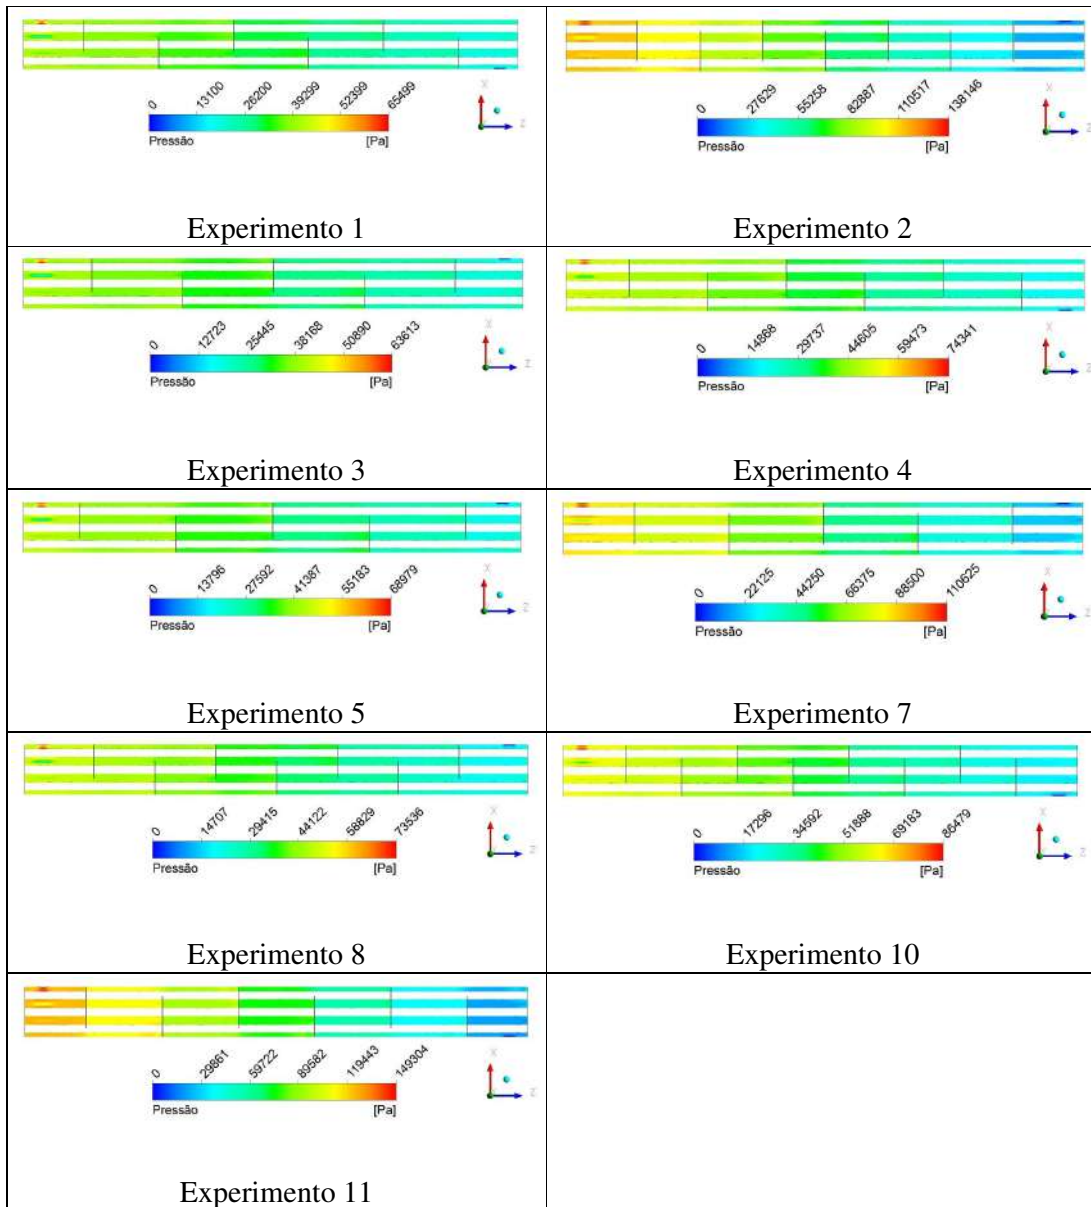 0 13100 26200 39299 52399 65499
Pressão [Pa]
X
Z
Experimento 1
0 27629 55258 82887 110517 138146
Pressão [Pa]
X
Z
Experimento 2
0 12723 25445 38168 50890 63613
Pressão [Pa]
X
Z
Experimento 3
0 14868 29737 44605 59473 74341
Pressão [Pa]
X
Z
Experimento 4
0 13796 27592 41387 55183 68979
Pressão [Pa]
X
Z
Experimento 5
0 22125 44250 66375 88500 110625
Pressão [Pa]
X
Z
Experimento 7
0 14707 29415 44122 58829 73536
Pressão [Pa]
X
Z
Experimento 8
0 17296 34592 51888 69183 86479
Pressão [Pa]
X
Z
Experimento 10
0 29861 59722 89582 119443 149304
Pressão [Pa]
X
Z
Experimento 11